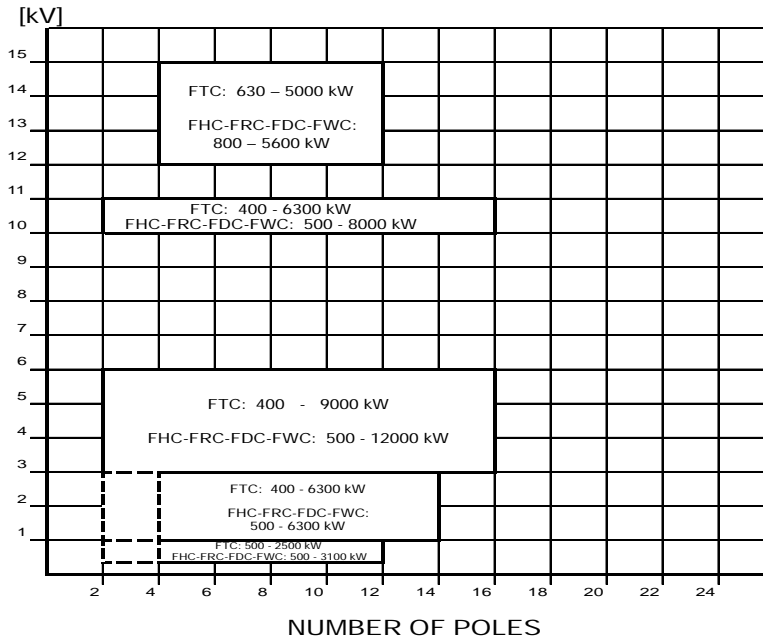 [kV]
15
14
13
12
11
10
9
8
7
6
5
4
3
2
1
FTC: 630 – 5000 kW
FHC-FRC-FDC-FWC:
800 – 5600 kW
FTC: 400 - 6300 kW
FHC-FRC-FDC-FWC: 500 - 8000 kW
FTC: 400 - 9000 kW
FHC-FRC-FDC-FWC: 500 - 12000 kW
FTC: 400 - 6300 kW
FHC-FRC-FDC-FWC:
500 - 6300 kW
FTC: 500 - 2500 kW
FHC-FRC-FDC-FWC: 500 - 3100 kW
2 4 6 8 10 12 14 16 20 22 24
NUMBER OF POLES